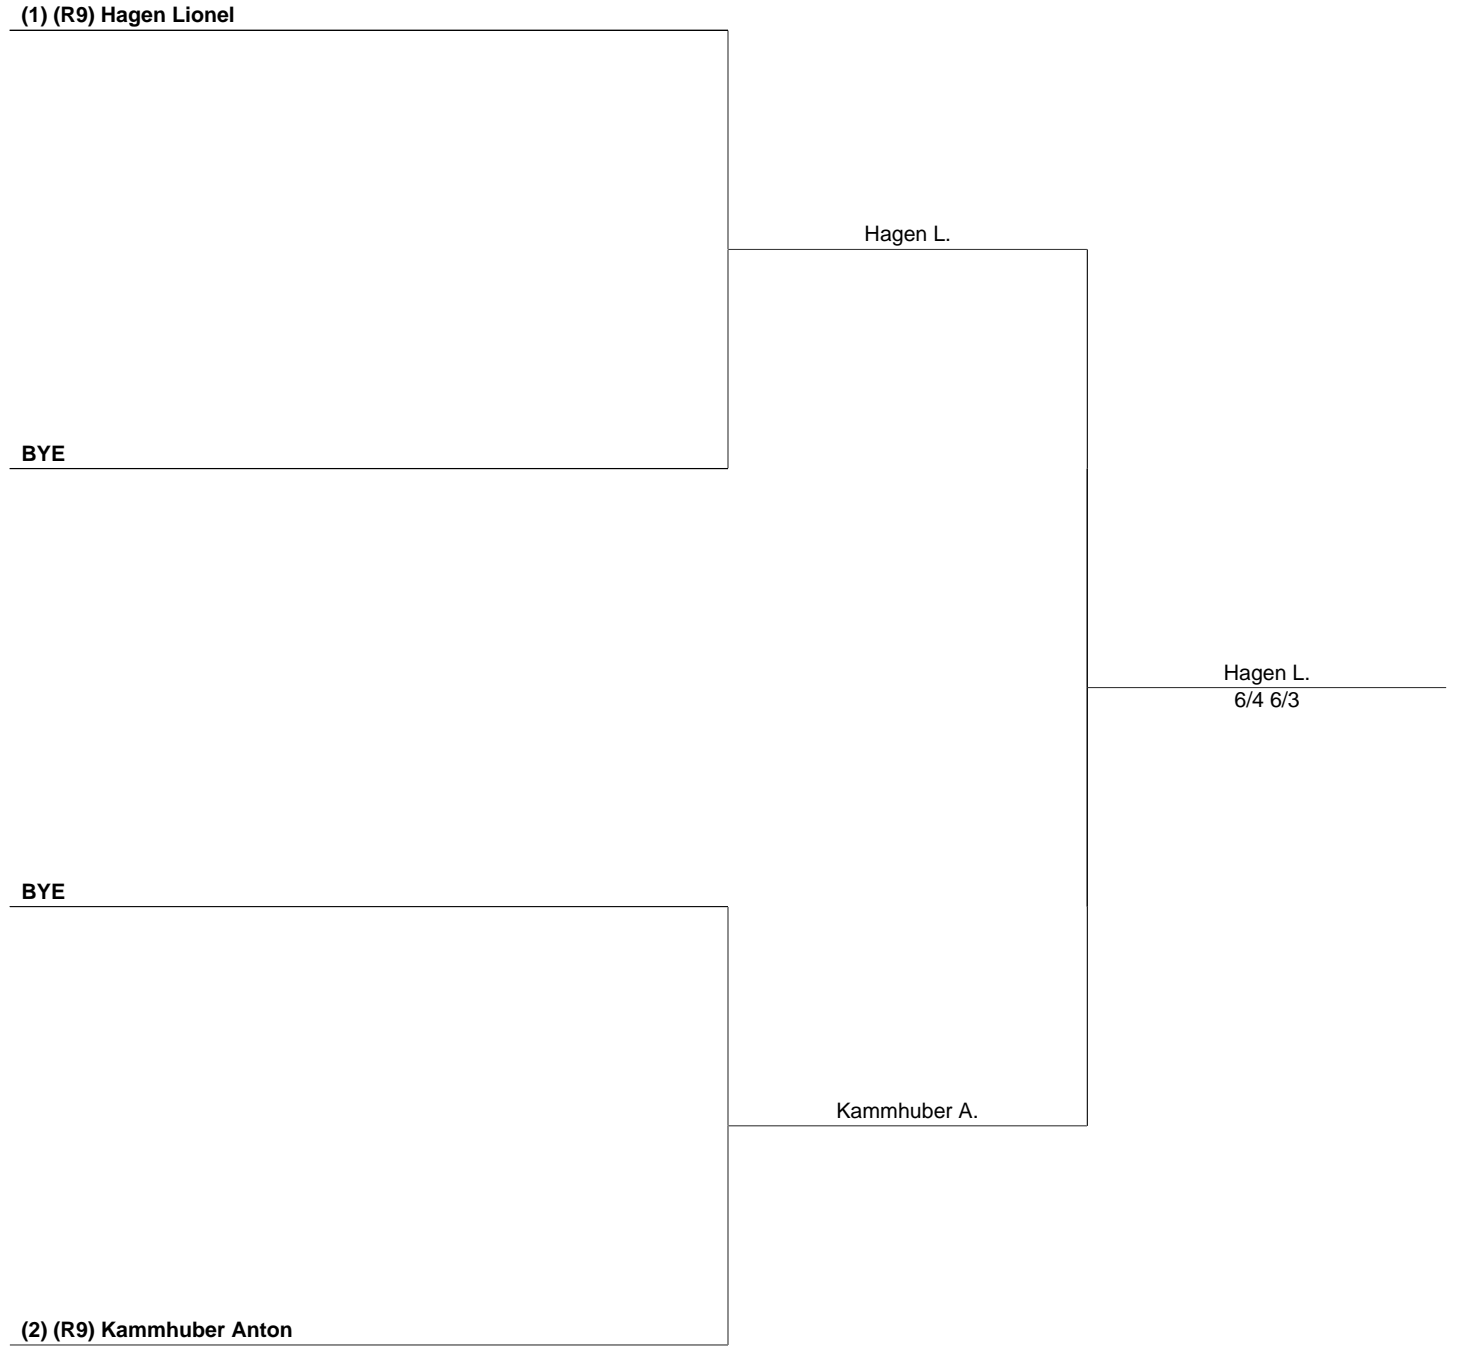 (1) (R9) Hagen Lionel
Hagen L.
BYE
Hagen L.
6/4 6/3
BYE
Kammhuber A.
(2) (R9) Kammhuber Anton